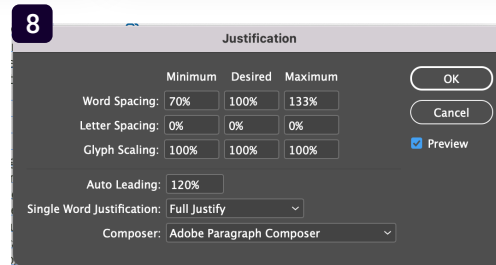 8
Justification
Minimum Desired Maximum
Word Spacing: 70% 100% 133%
Letter Spacing: 0% 0% 0%
Glyph Scaling: 100% 100% 100%
Auto Leading: 120%
Single Word Justification: Full Justify
Composer: Adobe Paragraph Composer
OK
Cancel
Preview